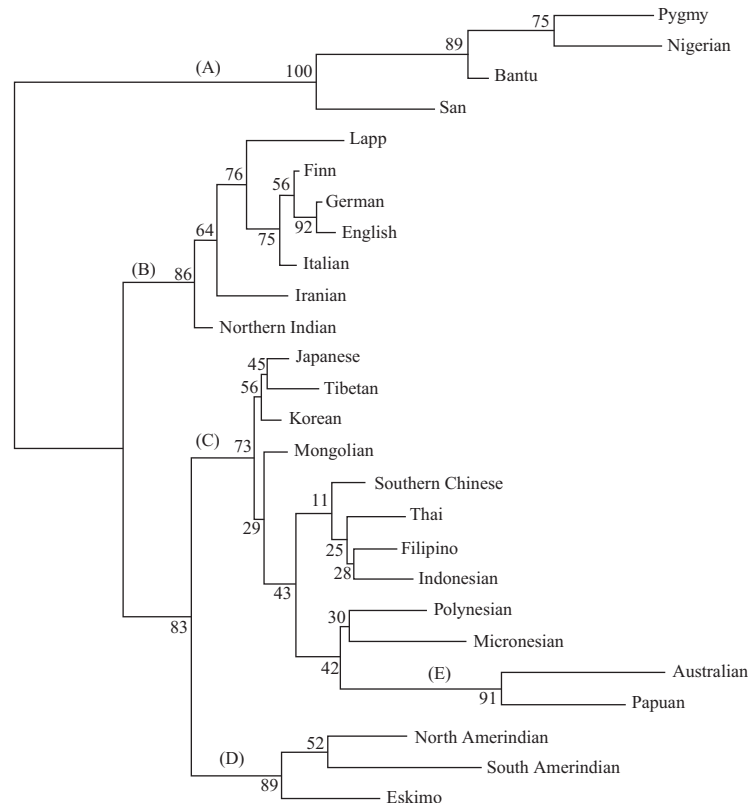 Pygmy
75
Nigerian
89
(A)
100
Bantu
San
Lapp
76
Finn
56
German
92
English
64
75
Italian
(B)
86
Iranian
Northern Indian
Japanese
45
Tibetan
56
Korean
(C)
73
Mongolian
Southern Chinese
11
Thai
29
25
Filipino
28
Indonesian
43
Polynesian
30
Micronesian
83
42
(E)
Australian
91
Papuan
North Amerindian
52
(D)
South Amerindian
89
Eskimo